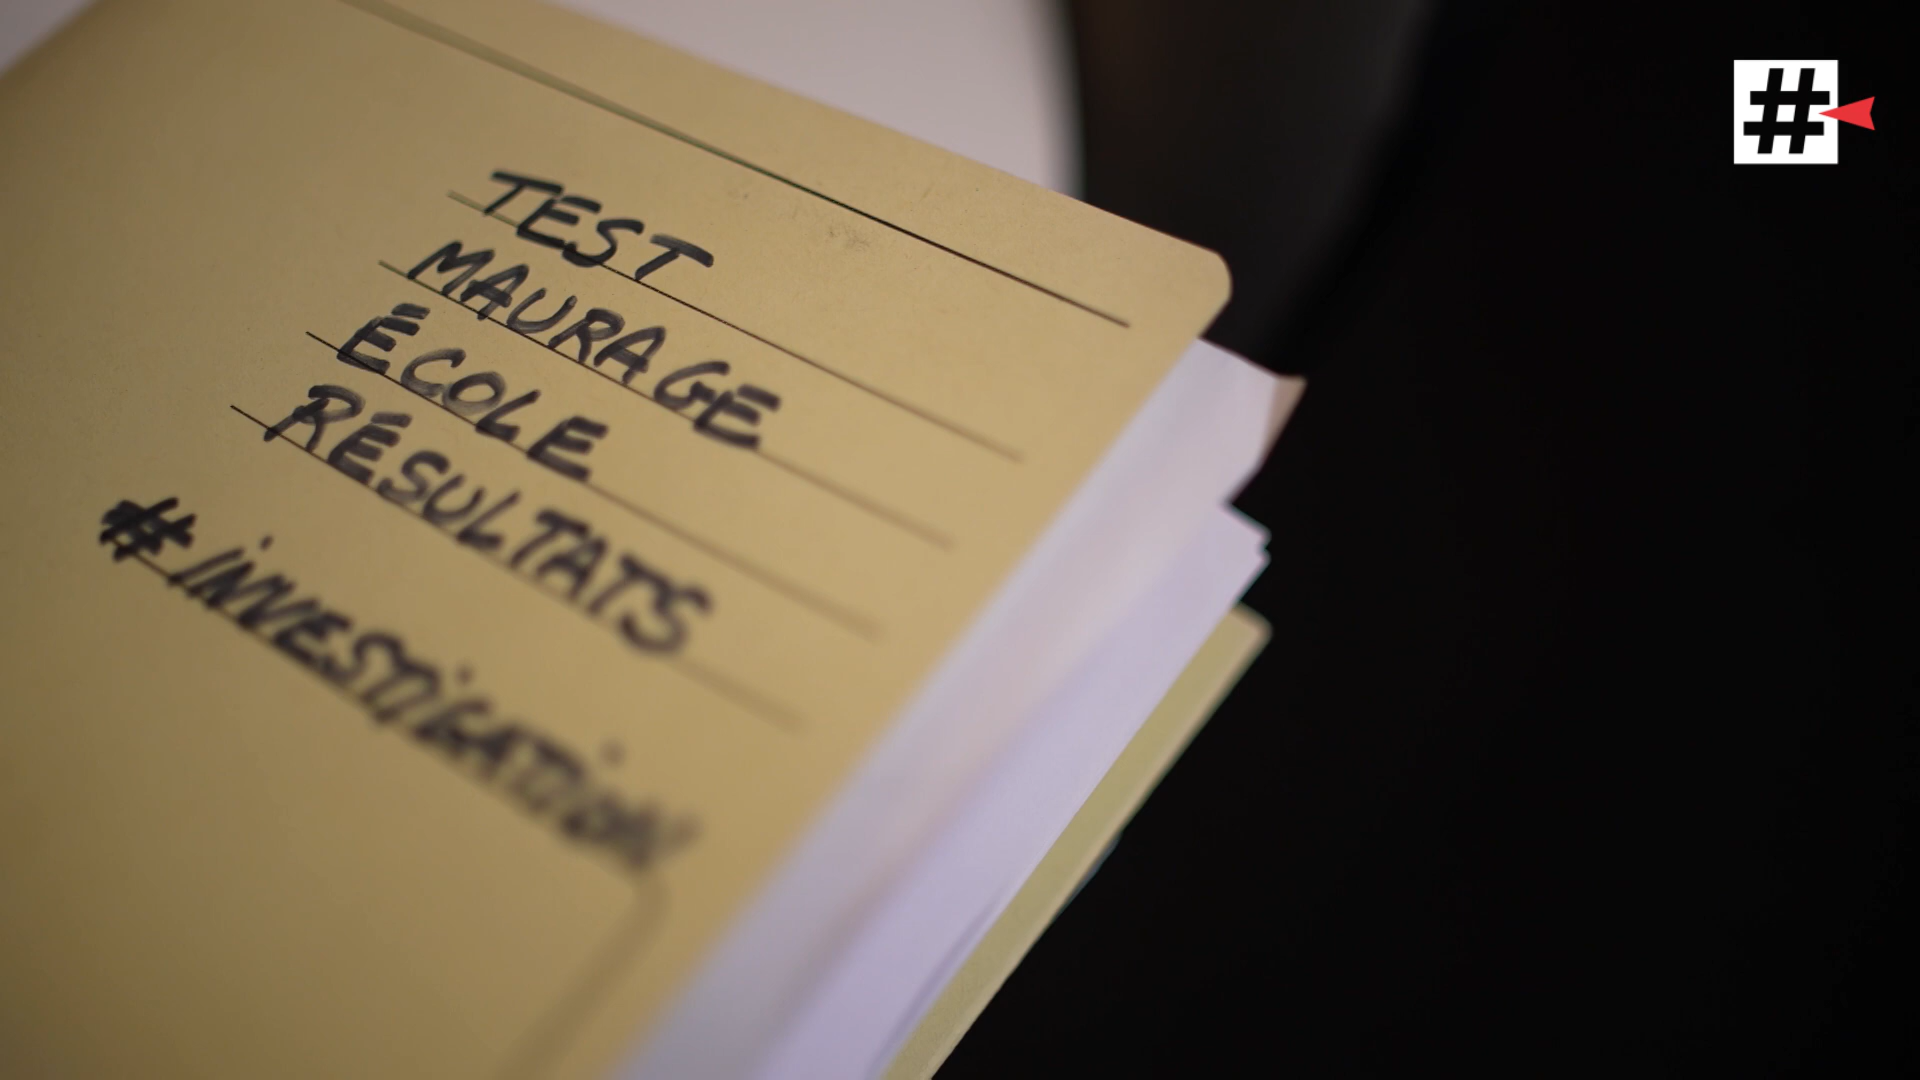 TEST
MAURAGE
ÉCOLE
RÉSULTATS
#INVESTIGATION
#